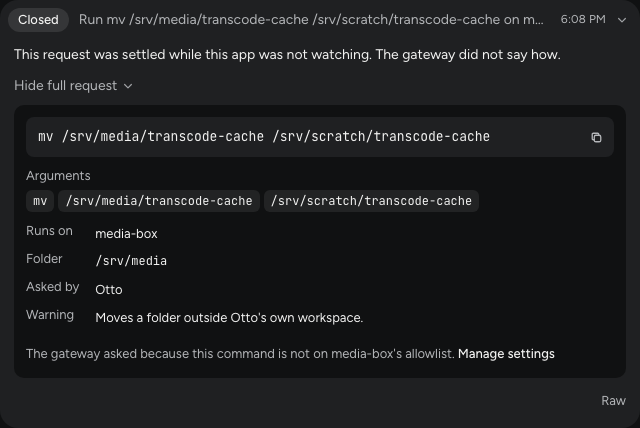 Closed Run mv /srv/media/transcode-cache /srv/scratch/transcode-cache on m... 6:08 PM
This request was settled while this app was not watching. The gateway did not say how.
Hide full request
mv /srv/media/transcode-cache /srv/scratch/transcode-cache
Arguments
mv /srv/media/transcode-cache /srv/scratch/transcode-cache
Runs on media-box
Folder /srv/media
Asked by Otto
Warning Moves a folder outside Otto's own workspace.
The gateway asked because this command is not on media-box's allowlist. Manage settings
Raw